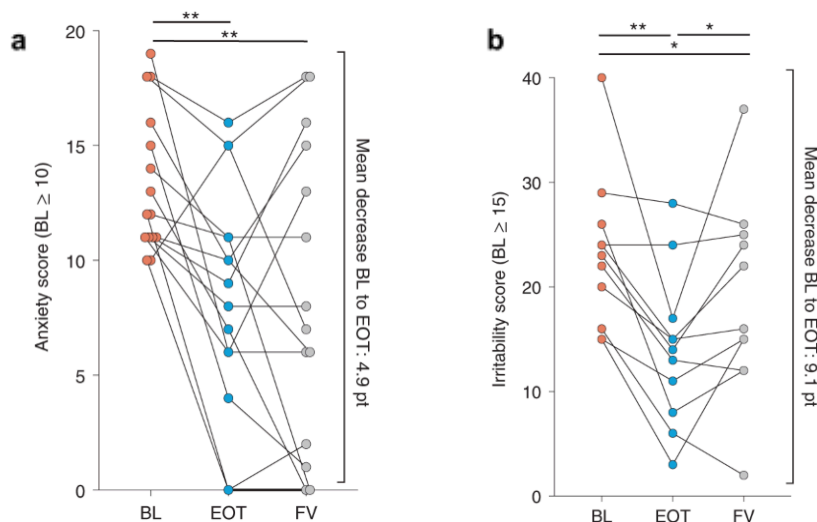 a
**
**
Anxiety score (BL ≥ 10)
20
15
10
5
0
BL EOT FV
Mean decrease BL to EOT: 4.9 pt
b
** *
*
Irritability score (BL ≥ 15)
40
30
20
10
0
BL EOT FV
Mean decrease BL to EOT: 9.1 pt